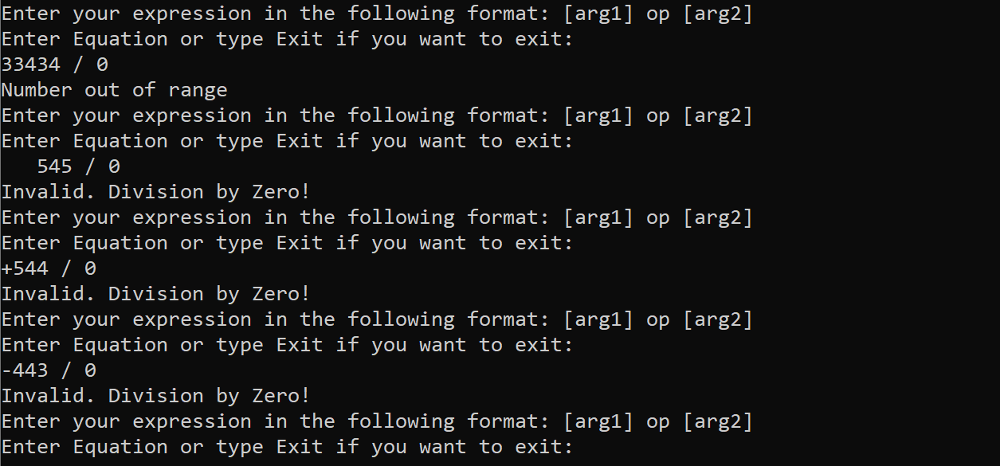 Enter your expression in the following format: [arg1] op [arg2]
Enter Equation or type Exit if you want to exit:
33434 / 0
Number out of range
Enter your expression in the following format: [arg1] op [arg2]
Enter Equation or type Exit if you want to exit:
   545 / 0
Invalid. Division by Zero!
Enter your expression in the following format: [arg1] op [arg2]
Enter Equation or type Exit if you want to exit:
+544 / 0
Invalid. Division by Zero!
Enter your expression in the following format: [arg1] op [arg2]
Enter Equation or type Exit if you want to exit:
-443 / 0
Invalid. Division by Zero!
Enter your expression in the following format: [arg1] op [arg2]
Enter Equation or type Exit if you want to exit: